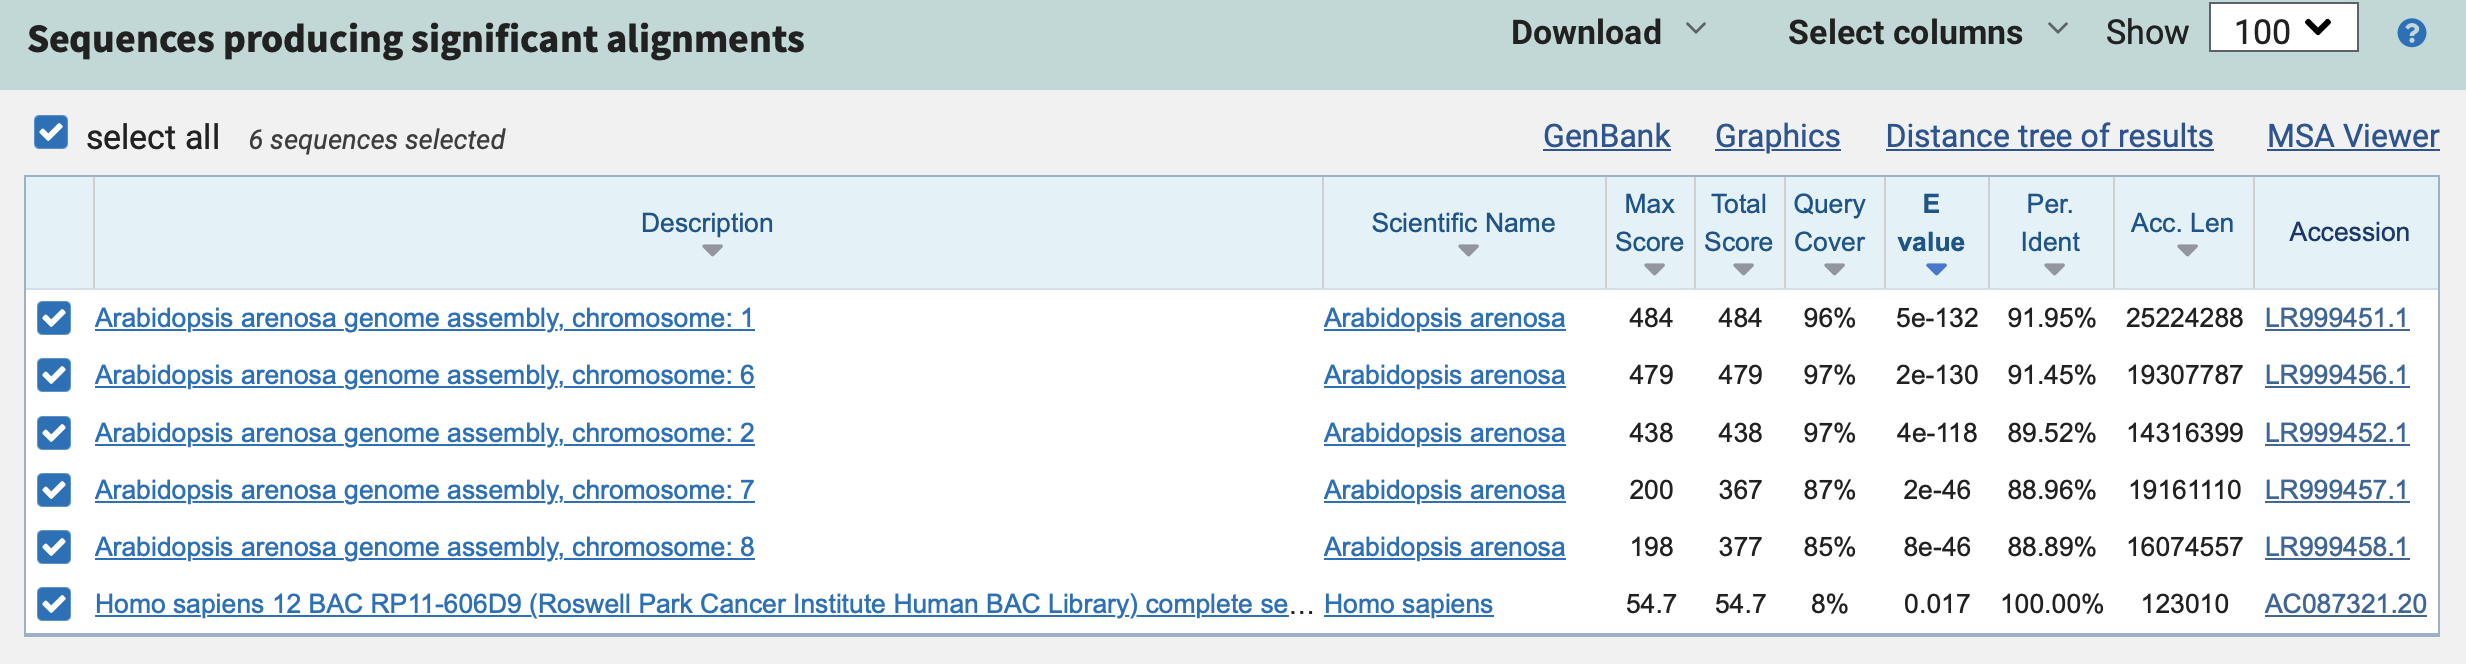 Sequences producing significant alignments Download Select columns Show 100 ?
select all 6 sequences selected GenBank Graphics Distance tree of results MSA Viewer
Description Scientific Name Max Score Total Score Query Cover E value Per. Ident Acc. Len Accession
Arabidopsis arenosa genome assembly, chromosome: 1 Arabidopsis arenosa 484 484 96% 5e-132 91.95% 25224288 LR999451.1
Arabidopsis arenosa genome assembly, chromosome: 6 Arabidopsis arenosa 479 479 97% 2e-130 91.45% 19307787 LR999456.1
Arabidopsis arenosa genome assembly, chromosome: 2 Arabidopsis arenosa 438 438 97% 4e-118 89.52% 14316399 LR999452.1
Arabidopsis arenosa genome assembly, chromosome: 7 Arabidopsis arenosa 200 367 87% 2e-46 88.96% 19161110 LR999457.1
Arabidopsis arenosa genome assembly, chromosome: 8 Arabidopsis arenosa 198 377 85% 8e-46 88.89% 16074557 LR999458.1
Homo sapiens 12 BAC RP11-606D9 (Roswell Park Cancer Institute Human BAC Library) complete se... Homo sapiens 54.7 54.7 8% 0.017 100.00% 123010 AC087321.20